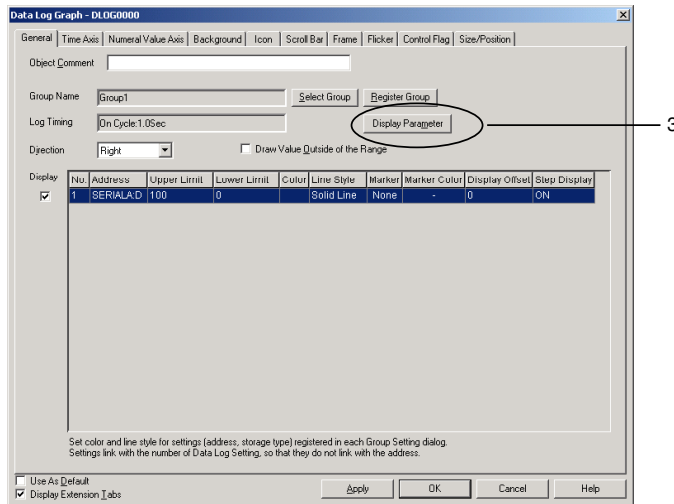 Data Log Graph - DLOG0000
General Time Axis Numeral Value Axis Background Icon Scroll Bar Frame Flicker Control Flag Size/Position
Object Comment
Group Name Group1 Select Group Register Group
Log Timing On Cycle:1.0Sec Display Parameter 3
Direction Right Draw Value Outside of the Range
Display No. Address Upper Limit Lower Limit Color Line Style Marker Marker Color Display Offset Step Display
1 SERIALA:D 100 0 Solid Line None - 0 ON
Set color and line style for settings (address, storage type) registered in each Group Setting dialog.
Settings link with the number of Data Log Setting, so that they do not link with the address.
Use As Default
Display Extension Tabs Apply OK Cancel Help